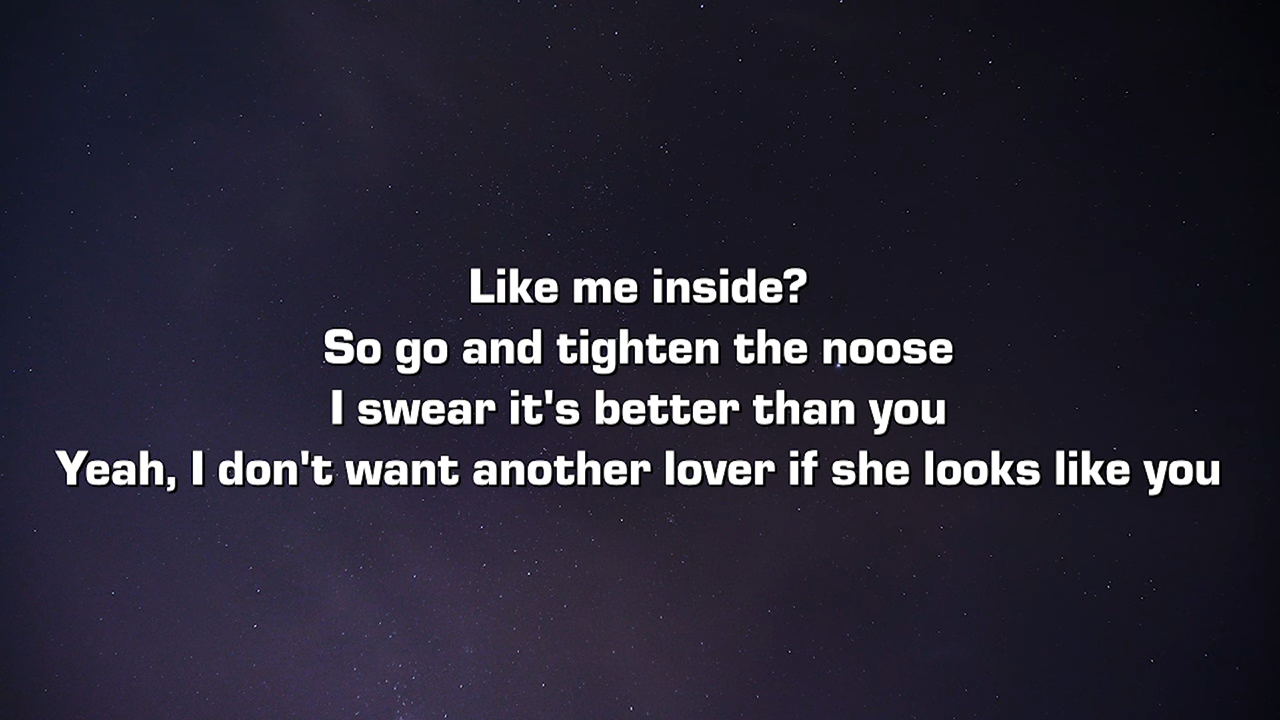 Like me inside?
So go and tighten the noose
I swear it's better than you
Yeah, I don't want another lover if she looks like you